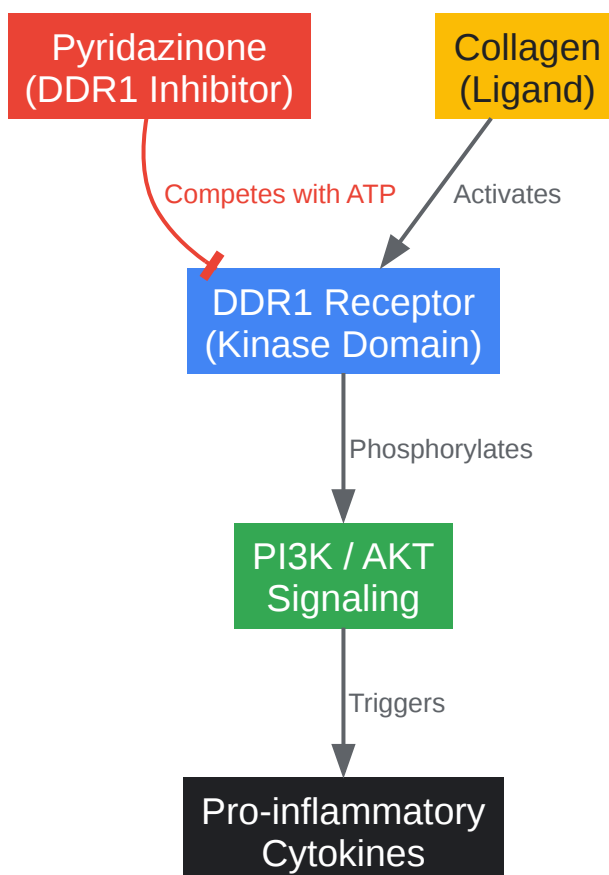 Pyridazinone
(DDR1 Inhibitor)
Collagen
(Ligand)
Competes with ATP
Activates
DDR1 Receptor
(Kinase Domain)
Phosphorylates
PI3K / AKT
Signaling
Triggers
Pro-inflammatory
Cytokines